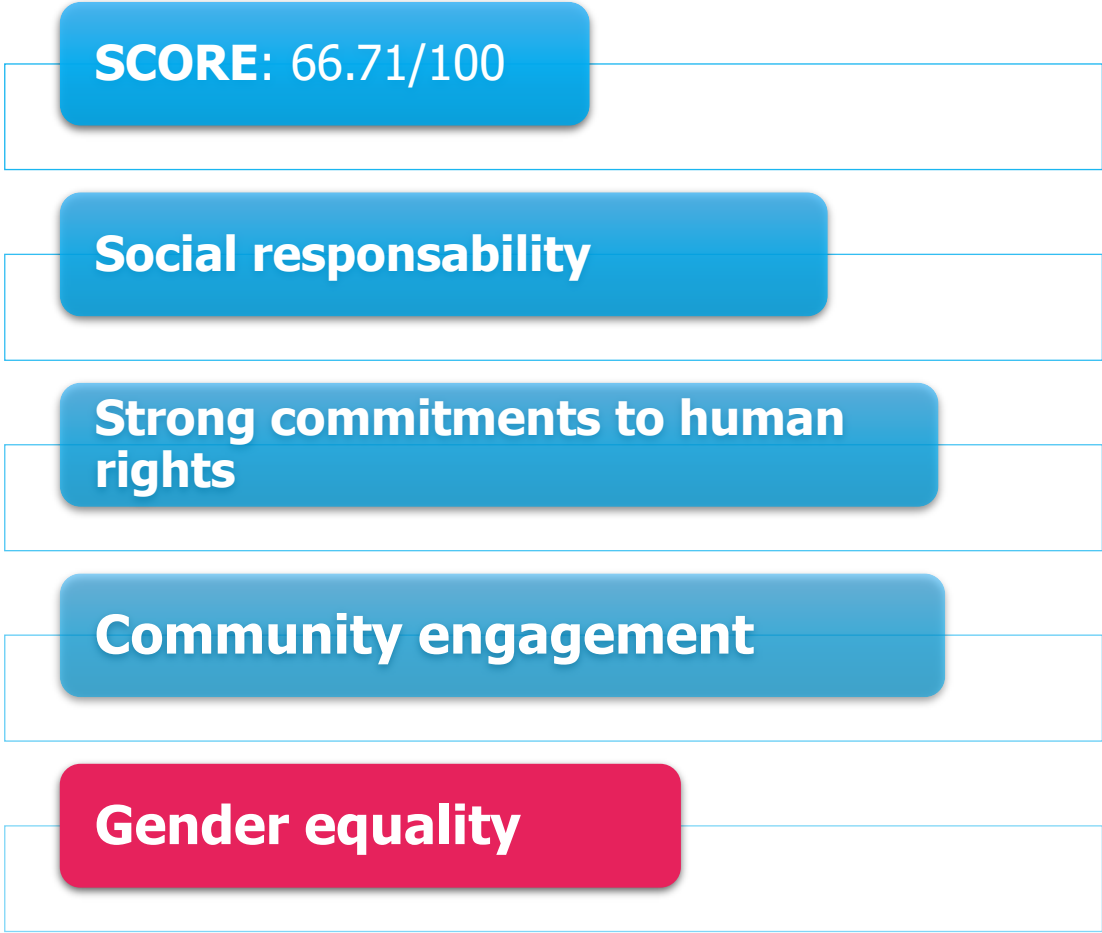 SCORE: 66.71/100
Social responsability
Strong commitments to human
rights
Community engagement
Gender equality